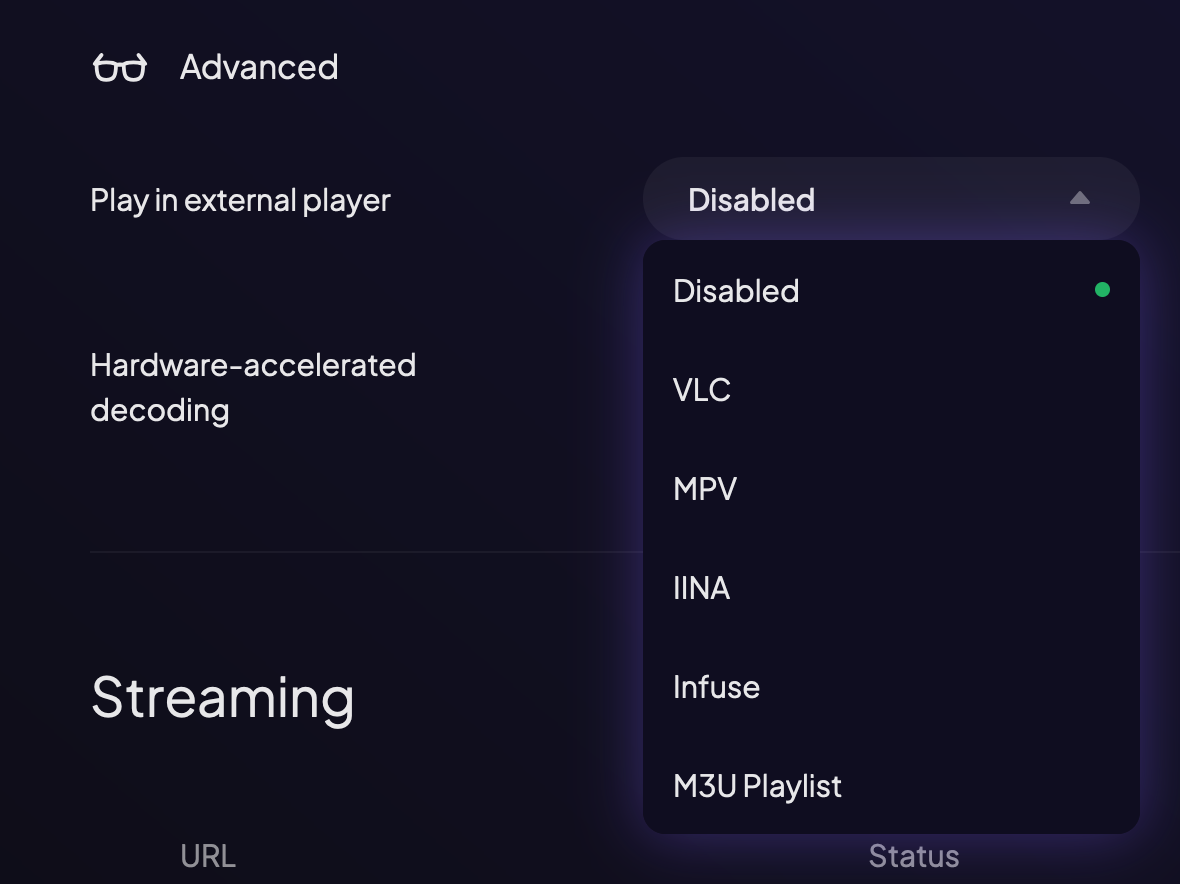 Advanced
Play in external player
Disabled
Disabled
VLC
Hardware-accelerated
decoding
MPV
IINA
Infuse
M3U Playlist
Streaming
URL
Status